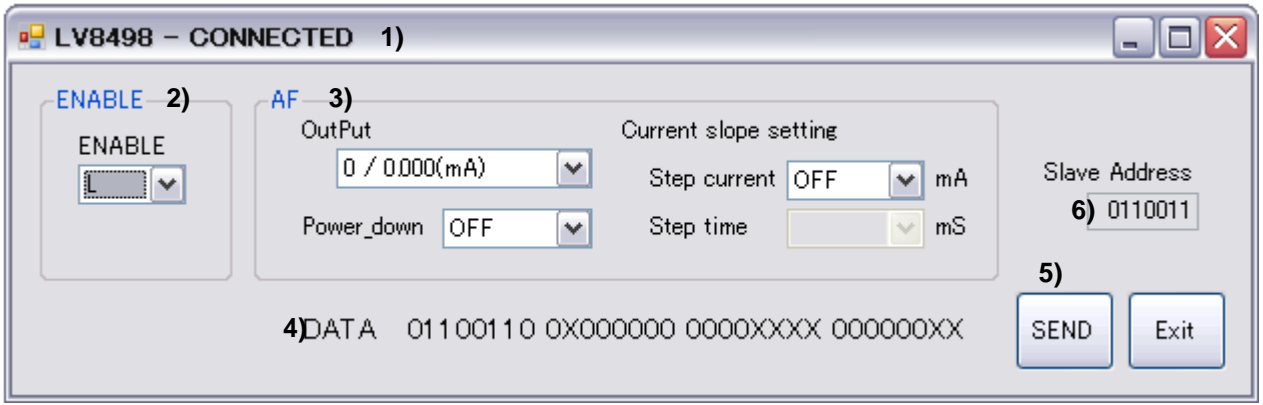 LV8498 - CONNECTED 1)
ENABLE 2)
ENABLE
L
AF 3)
OutPut
0 / 0.000(mA)
Power_down OFF
Current slope setting
Step current OFF mA
Step time mS
Slave Address
6) 0110011
4) DATA 01100110 0X000000 0000XXXX 000000XX
5)
SEND
Exit